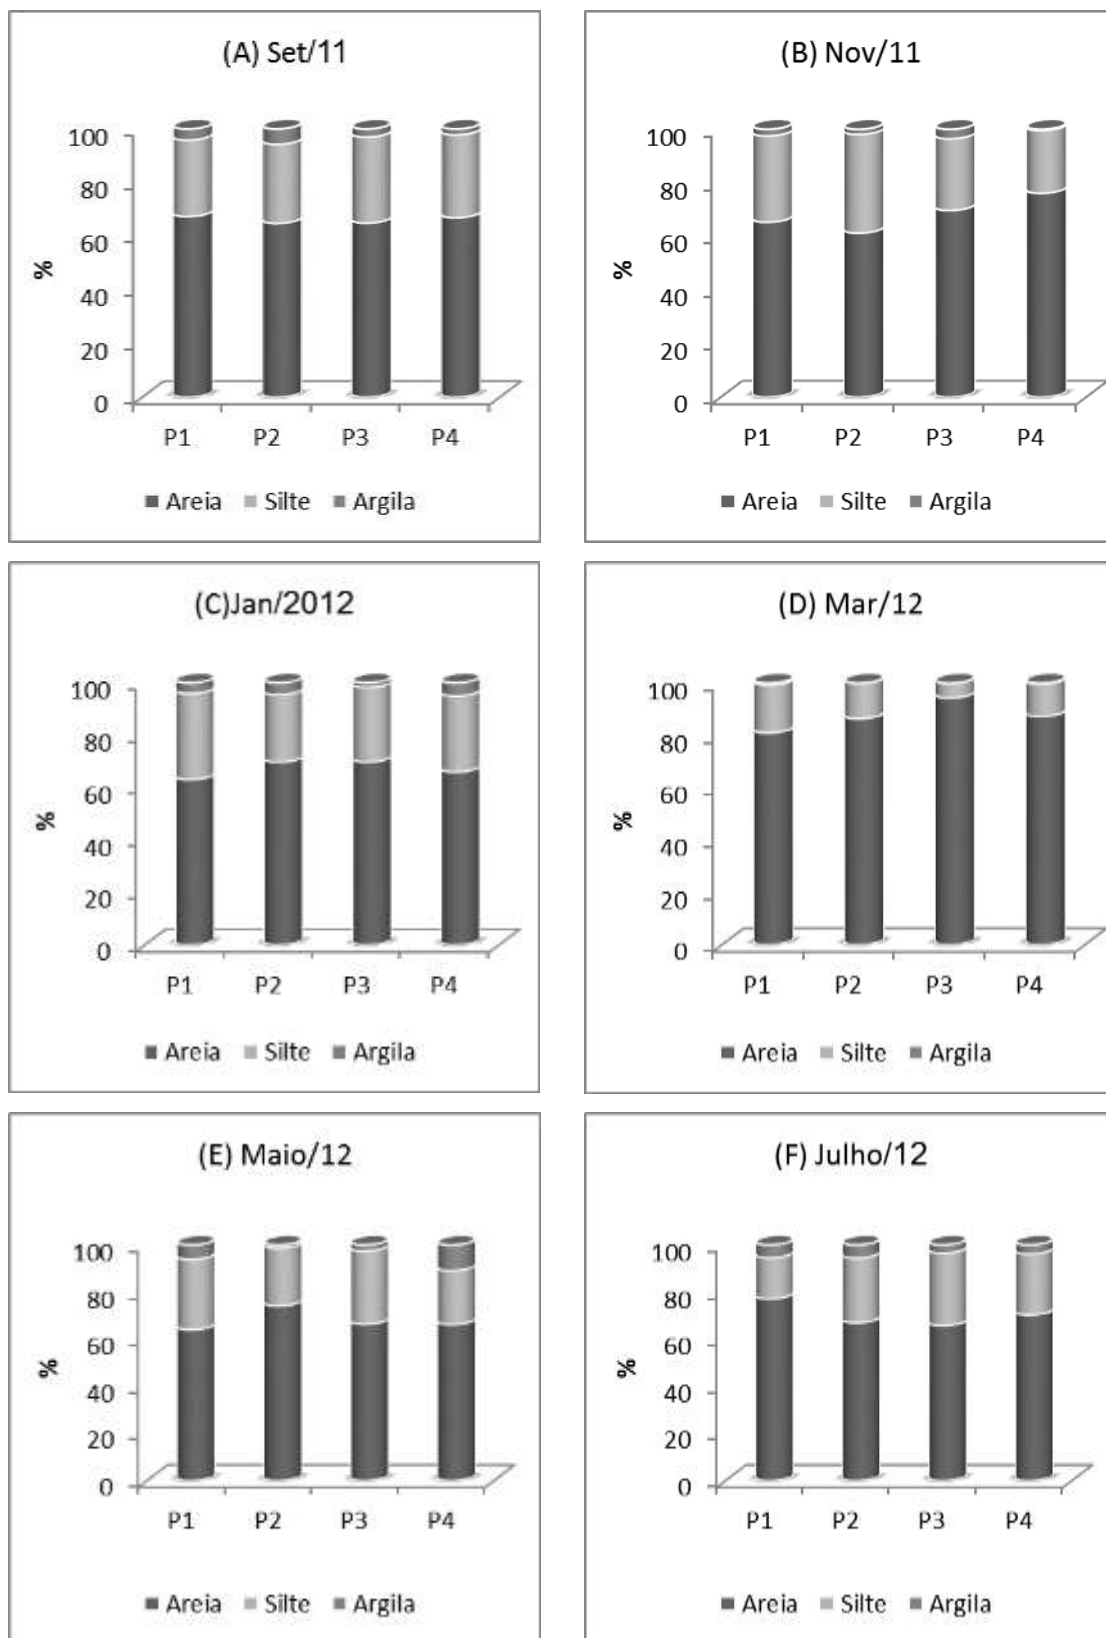 (A) Set/11
100
80
60
40
20
0
%
P1 P2 P3 P4
Areia Silte Argila
(B) Nov/11
100
80
60
40
20
0
%
P1 P2 P3 P4
Areia Silte Argila
(C)Jan/2012
100
80
60
40
20
0
%
P1 P2 P3 P4
Areia Silte Argila
(D) Mar/12
100
80
60
40
20
0
%
P1 P2 P3 P4
Areia Silte Argila
(E) Maio/12
100
80
60
40
20
0
%
P1 P2 P3 P4
Areia Silte Argila
(F) Julho/12
100
80
60
40
20
0
%
P1 P2 P3 P4
Areia Silte Argila